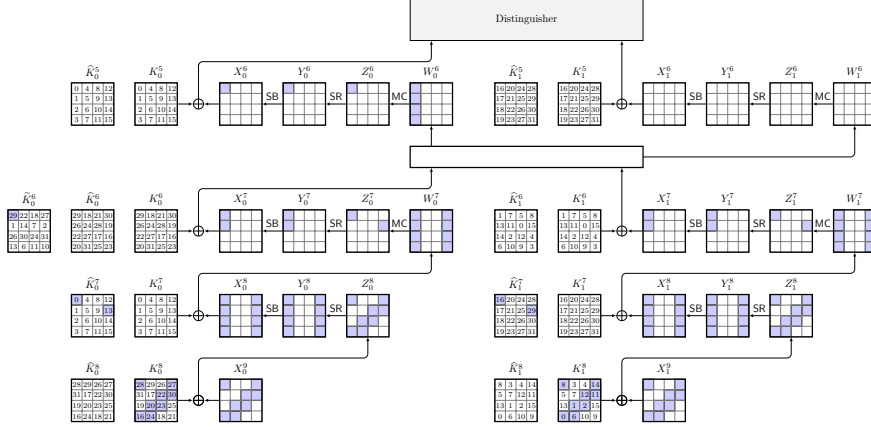 Distinguisher
K̂₀⁵ K₀⁵ X₀⁶ Y₀⁶ Z₀⁶ W₀⁶ K̂₁⁵ K₁⁵ X₁⁶ Y₁⁶ Z₁⁶ W₁⁶
0 4 8 12 0 4 8 12 16 20 24 28 16 20 24 28
1 5 9 13 1 5 9 13 SB SR MC 17 21 25 29 17 21 25 29 SB SR MC
2 6 10 14 2 6 10 14 18 22 26 30 18 22 26 30
3 7 11 15 3 7 11 15 19 23 27 31 19 23 27 31
K̃₀⁶ K̂₀⁶ K₀⁶ X₀⁷ Y₀⁷ Z₀⁷ W₀⁷ K̂₁⁶ K₁⁶ X₁⁷ Y₁⁷ Z₁⁷ W₁⁷
29 22 18 27 29 18 21 30 29 18 21 30 1 7 5 8 1 7 5 8
1 14 7 2 26 24 28 19 26 24 28 19 SB SR MC 13 11 0 15 13 11 0 15 SB SR MC
26 30 24 31 22 27 17 16 22 27 17 16 14 2 12 4 14 2 12 4
13 6 11 10 20 31 25 23 20 31 25 23 6 10 9 3 6 10 9 3
K̂₀⁷ K₀⁷ X₀⁸ Y₀⁸ Z₀⁸ K̂₁⁷ K₁⁷ X₁⁸ Y₁⁸ Z₁⁸
0 4 8 12 0 4 8 12 16 20 24 28 16 20 24 28
1 5 9 13 1 5 9 13 SB SR 17 21 25 29 17 21 25 29 SB SR
2 6 10 14 2 6 10 14 18 22 26 30 18 22 26 30
3 7 11 15 3 7 11 15 19 23 27 31 19 23 27 31
K̂₀⁸ K₀⁸ X₀⁹ K̂₁⁸ K₁⁸ X₁⁹
28 29 26 27 28 29 26 27 8 3 4 14 8 3 4 14
31 17 22 30 31 17 22 30 5 7 12 11 5 7 12 11
19 20 23 25 19 20 23 25 13 1 2 15 13 1 2 15
16 24 18 21 16 24 18 21 0 6 10 9 0 6 10 9